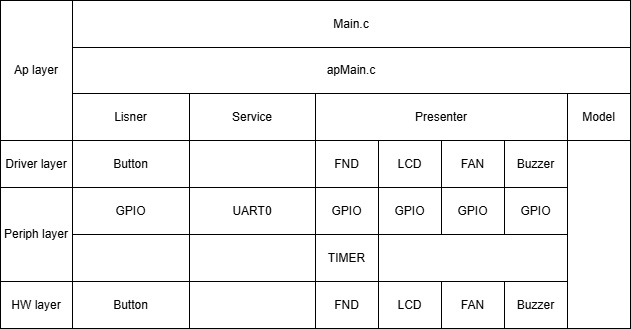 Main.c
Ap layer
apMain.c
Lisner
Service
Presenter
Model
Driver layer
Button
FND
LCD
FAN
Buzzer
Periph layer
GPIO
UART0
GPIO
GPIO
GPIO
GPIO
TIMER
HW layer
Button
FND
LCD
FAN
Buzzer